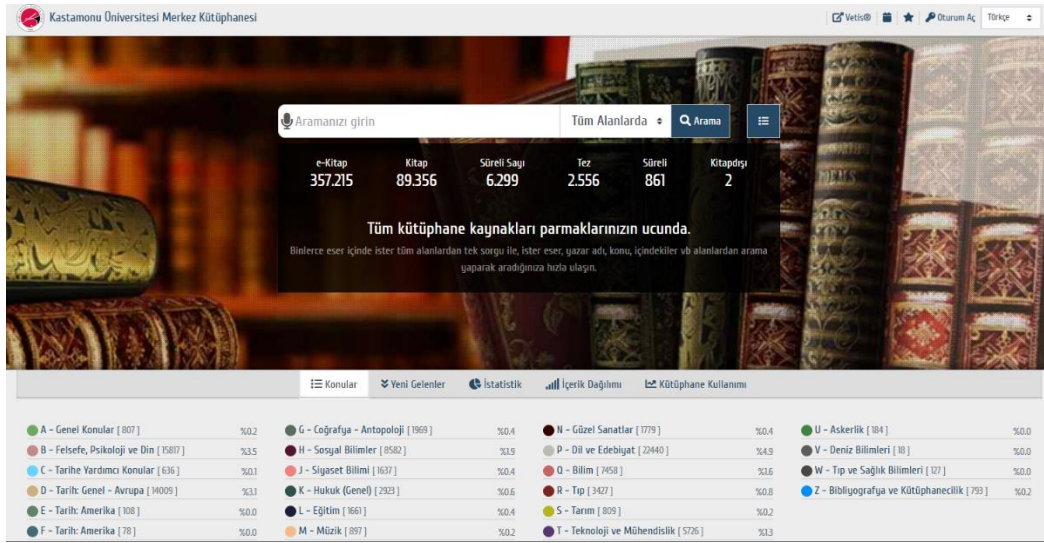 Kastamonu Üniversitesi Merkez Kütüphanesi
Vetis®
Oturum Aç
Türkçe
Aramanızı girin
Tüm Alanlarda
Arama
e-Kitap Kitap Süreli Sayı Tez Süreli Kitapdışı
357.215 89.356 6.299 2.556 861 2
Tüm kütüphane kaynakları parmaklarınızın ucunda.
Binlerce eser içinde ister tüm alanlardan tek sorgu ile, ister eser, yazar adı, konu, içindekiler vb alanlardan arama
yaparak aradığınıza hızla ulaşın.
Konular Yeni Gelenler İstatistik İçerik Dağılımı Kütüphane Kullanımı
A - Genel Konular [ 807 ] %0.2
B - Felsefe, Psikoloji ve Din [ 15817 ] %3.5
C - Tarihe Yardımcı Konular [ 636 ] %0.1
D - Tarih: Genel - Avrupa [ 14009 ] %3.1
E - Tarih: Amerika [ 108 ] %0.0
F - Tarih: Amerika [ 78 ] %0.0
G - Coğrafya - Antopoloji [ 1969 ] %0.4
H - Sosyal Bilimler [ 8582 ] %1.9
J - Siyaset Bilimi [ 1637 ] %0.4
K - Hukuk (Genel) [ 2923 ] %0.6
L - Eğitim [ 1661 ] %0.4
M - Müzik [ 897 ] %0.2
N - Güzel Sanatlar [ 1779 ] %0.4
P - Dil ve Edebiyat [ 22440 ] %4.9
Q - Bilim [ 7458 ] %1.6
R - Tıp [ 3427 ] %0.8
S - Tarım [ 809 ] %0.2
T - Teknoloji ve Mühendislik [ 5726 ] %1.3
U - Askerlik [ 184 ] %0.0
V - Deniz Bilimleri [ 18 ] %0.0
W - Tıp ve Sağlık Bilimleri [ 127 ] %0.0
Z - Bibliyografya ve Kütüphanecilik [ 793 ] %0.2